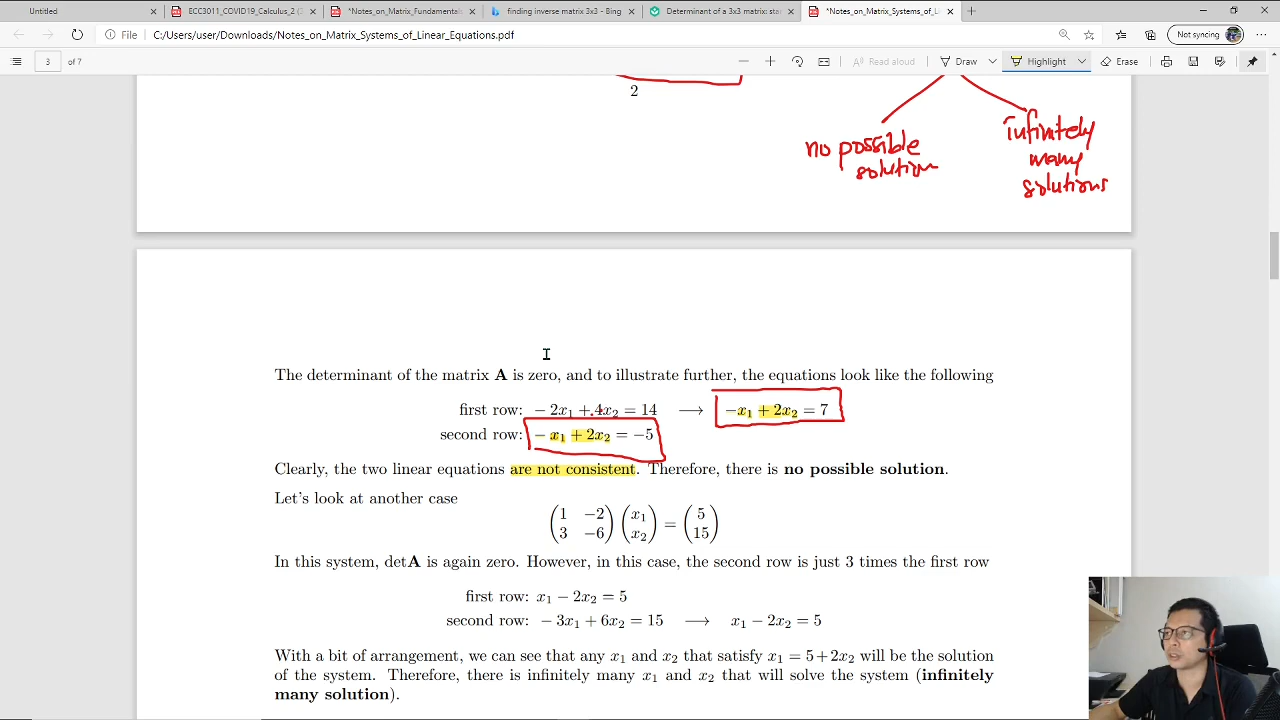 Untitled
ECC3011_COVID19_Calculus_2 (
*Notes_on_Matrix_Fundamental
finding inverse matrix 3x3 - Bing
Determinant of a 3x3 matrix: sta
*Notes_on_Matrix_Systems_of_Li
File
C:/Users/user/Downloads/Notes_on_Matrix_Systems_of_Linear_Equations.pdf
Not syncing
3 of 7
Read aloud
Draw
Highlight
Erase
2
no possible
solution
infinitely
many
solutions
The determinant of the matrix A is zero, and to illustrate further, the equations look like the following
first row: − 2x₁ + 4x₂ = 14 ⟶ −x₁ + 2x₂ = 7
second row: − x₁ + 2x₂ = −5
Clearly, the two linear equations are not consistent. Therefore, there is no possible solution.
Let's look at another case
(1 −2) (x₁) = (5)
(3 −6) (x₂) (15)
In this system, detA is again zero. However, in this case, the second row is just 3 times the first row
first row: x₁ − 2x₂ = 5
second row: − 3x₁ + 6x₂ = 15 ⟶ x₁ − 2x₂ = 5
With a bit of arrangement, we can see that any x₁ and x₂ that satisfy x₁ = 5+2x₂ will be the solution
of the system. Therefore, there is infinitely many x₁ and x₂ that will solve the system (infinitely
many solution).